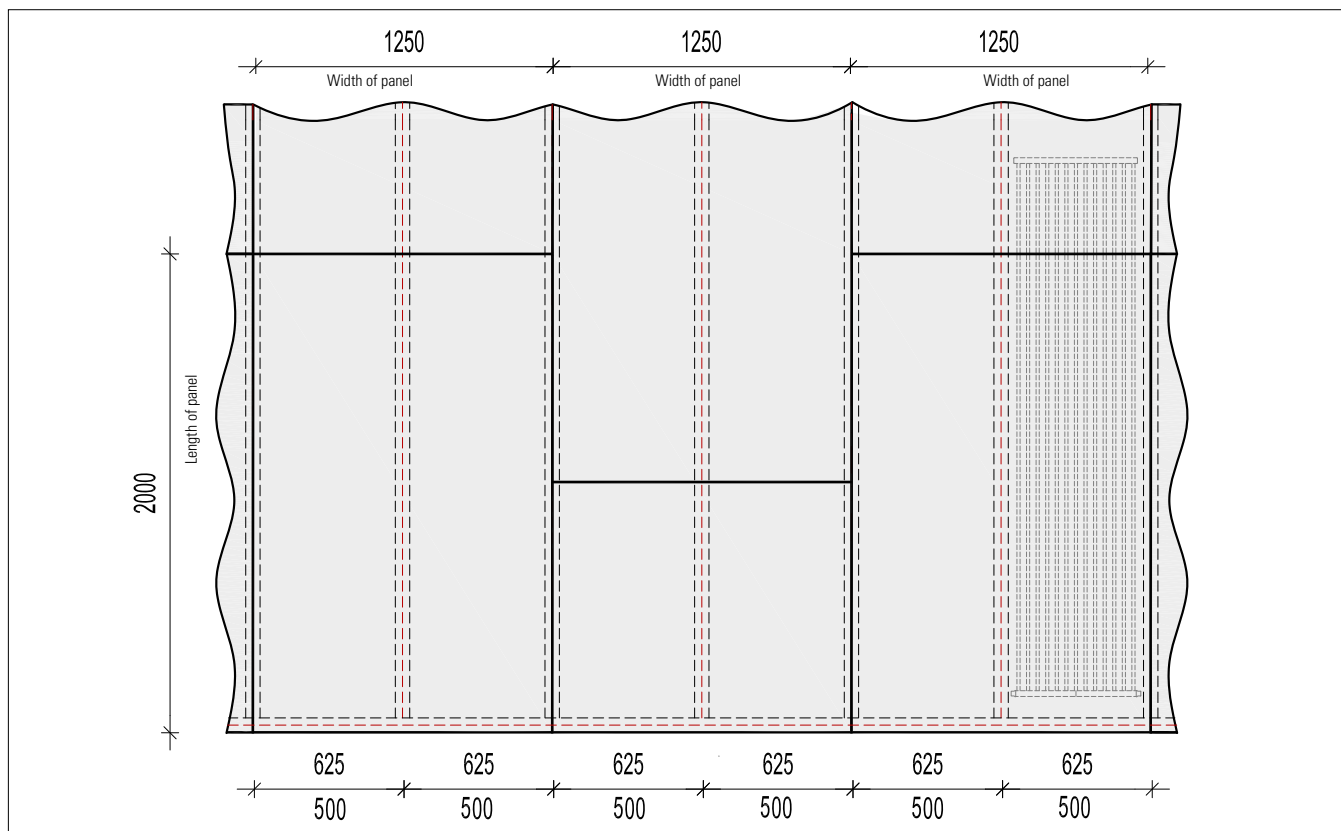 1250 1250 1250
Width of panel Width of panel Width of panel
Length of panel
2000
625 625 625 625 625 625
500 500 500 500 500 500